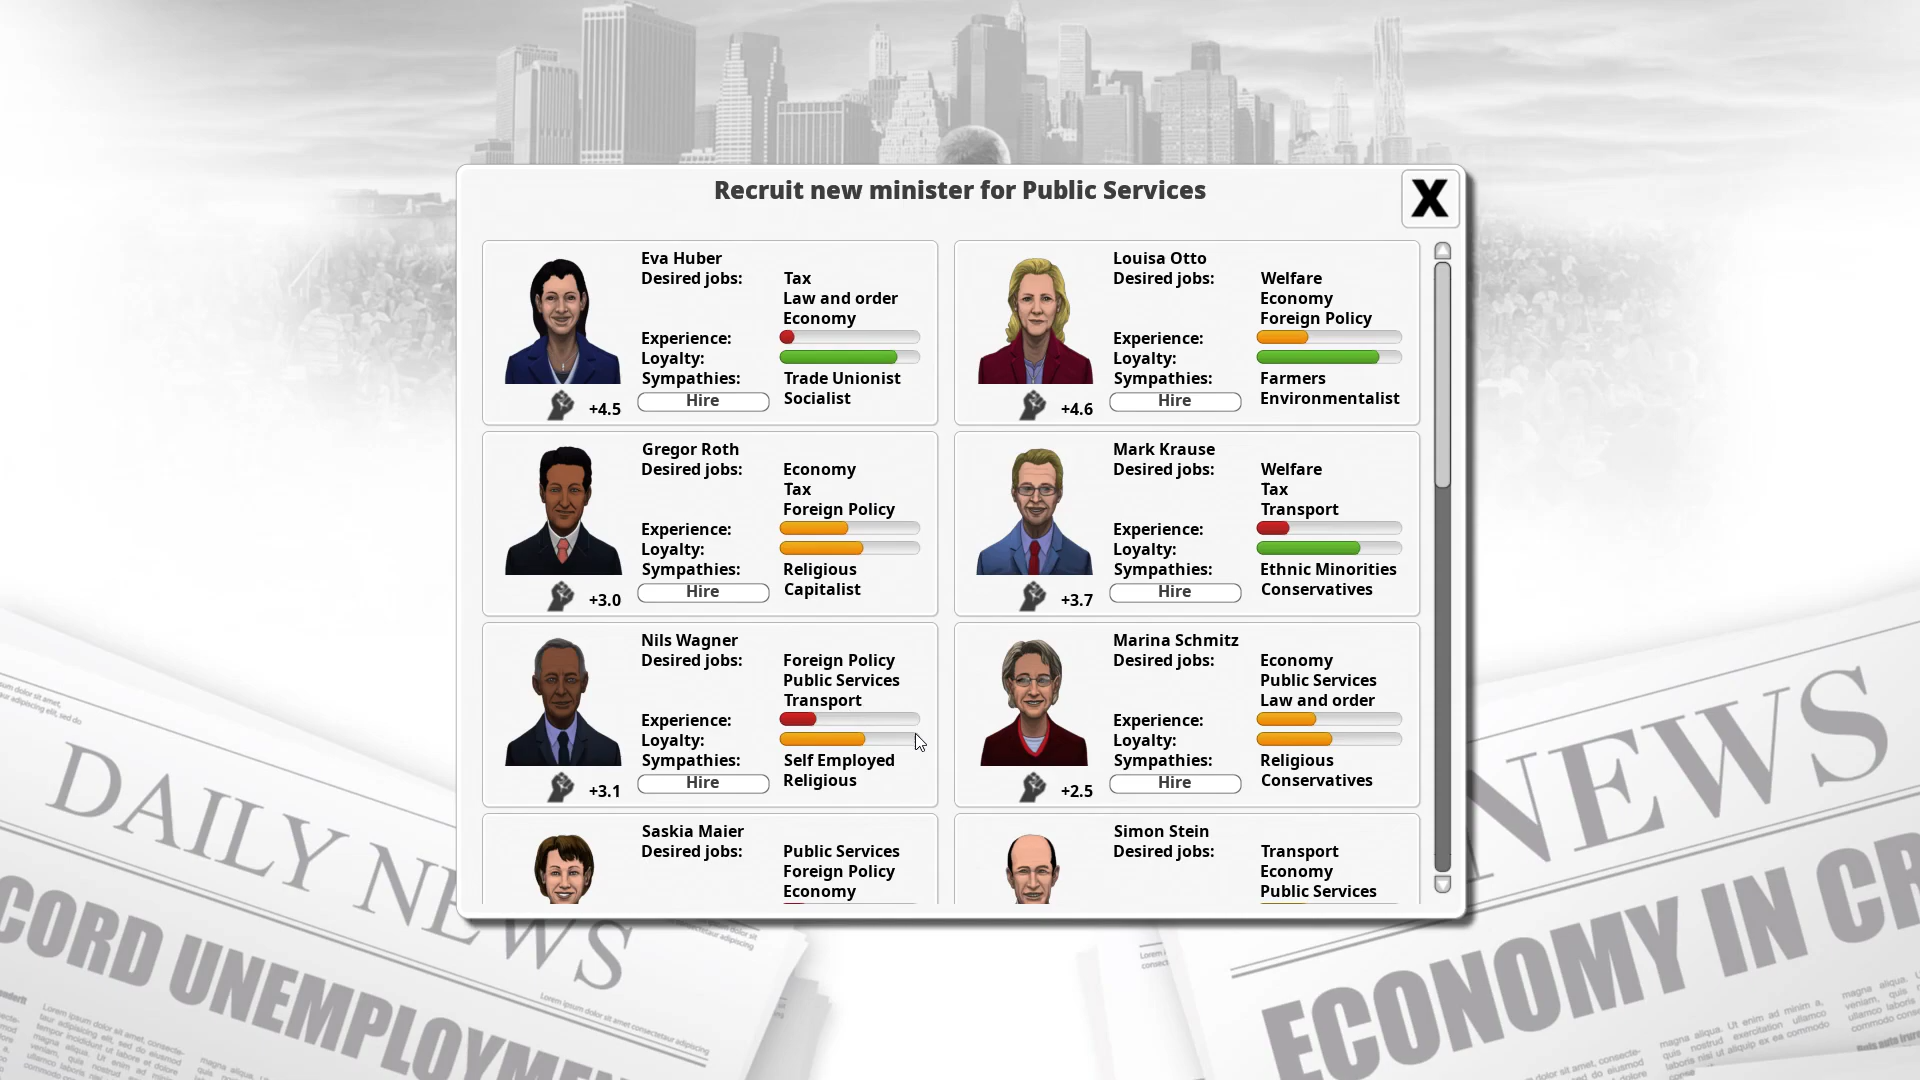 Recruit new minister for Public Services
X
Eva Huber
Desired jobs: Tax
Law and order
Economy
Experience:
Loyalty:
Sympathies: Trade Unionist
Socialist
+4.5
Hire
Louisa Otto
Desired jobs: Welfare
Economy
Foreign Policy
Experience:
Loyalty:
Sympathies: Farmers
Environmentalist
+4.6
Hire
Gregor Roth
Desired jobs: Economy
Tax
Foreign Policy
Experience:
Loyalty:
Sympathies: Religious
Capitalist
+3.0
Hire
Mark Krause
Desired jobs: Welfare
Tax
Transport
Experience:
Loyalty:
Sympathies: Ethnic Minorities
Conservatives
+3.7
Hire
Nils Wagner
Desired jobs: Foreign Policy
Public Services
Transport
Experience:
Loyalty:
Sympathies: Self Employed
Religious
+3.1
Hire
Marina Schmitz
Desired jobs: Economy
Public Services
Law and order
Experience:
Loyalty:
Sympathies: Religious
Conservatives
+2.5
Hire
Saskia Maier
Desired jobs: Public Services
Foreign Policy
Economy
Simon Stein
Desired jobs: Transport
Economy
Public Services
DAILY NEWS
CORD UNEMPLOYME
NEWS
ECONOMY IN CR